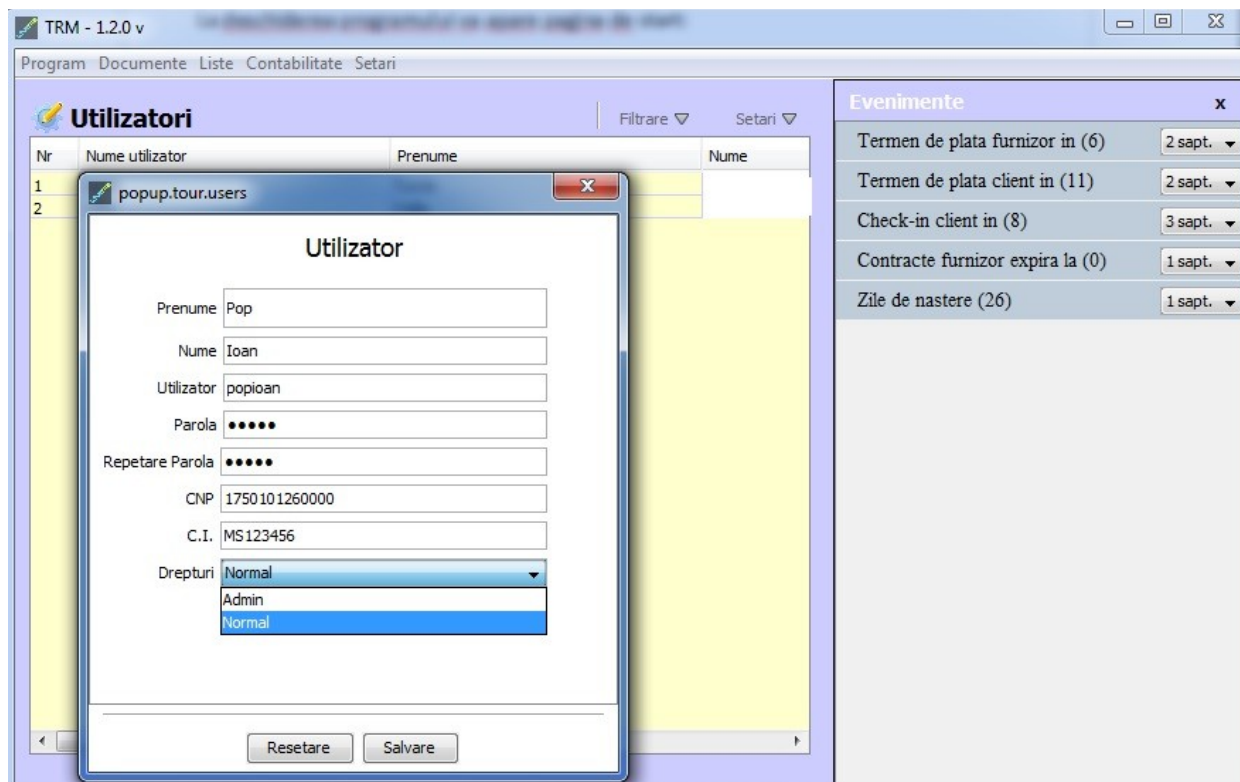 TRM - 1.2.0 v
Program Documente Liste Contabilitate Setari
Utilizatori
Filtrare Setari
Nr Nume utilizator Prenume Nume
1
2
popup.tour.users
Utilizator
Prenume Pop
Nume Ioan
Utilizator popioan
Parola •••••
Repetare Parola •••••
CNP 1750101260000
C.I. MS123456
Drepturi Normal
Admin
Normal
Resetare Salvare
Evenimente x
Termen de plata furnizor in (6) 2 sapt.
Termen de plata client in (11) 2 sapt.
Check-in client in (8) 3 sapt.
Contracte furnizor expira la (0) 1 sapt.
Zile de nastere (26) 1 sapt.